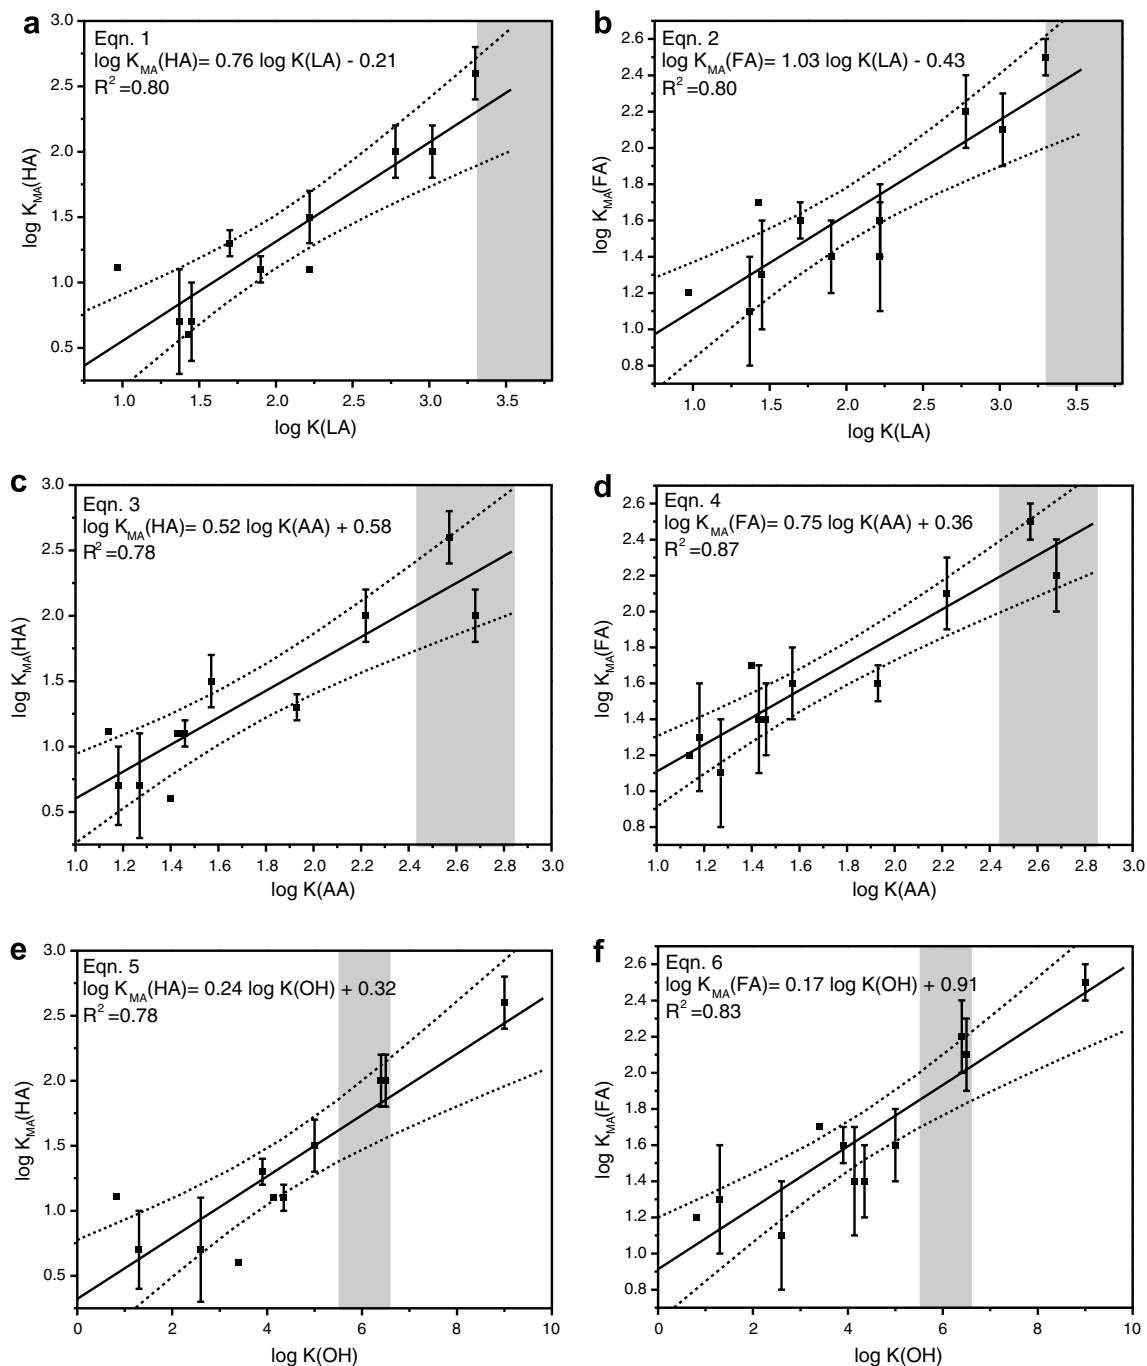 a
3.0
2.5
2.0
1.5
1.0
0.5
Eqn. 1
log K_MA(HA)= 0.76 log K(LA) - 0.21
R²=0.80
log K_MA(HA)
1.0 1.5 2.0 2.5 3.0 3.5
log K(LA)
b
2.6
2.4
2.2
2.0
1.8
1.6
1.4
1.2
1.0
0.8
Eqn. 2
log K_MA(FA)= 1.03 log K(LA) - 0.43
R²=0.80
log K_MA(FA)
1.0 1.5 2.0 2.5 3.0 3.5
log K(LA)
c
3.0
2.5
2.0
1.5
1.0
0.5
Eqn. 3
log K_MA(HA)= 0.52 log K(AA) + 0.58
R²=0.78
log K_MA(HA)
1.0 1.2 1.4 1.6 1.8 2.0 2.2 2.4 2.6 2.8 3.0
log K(AA)
d
2.6
2.4
2.2
2.0
1.8
1.6
1.4
1.2
1.0
0.8
Eqn. 4
log K_MA(FA)= 0.75 log K(AA) + 0.36
R²=0.87
log K_MA(FA)
1.0 1.2 1.4 1.6 1.8 2.0 2.2 2.4 2.6 2.8 3.0
log K(AA)
e
3.0
2.5
2.0
1.5
1.0
0.5
Eqn. 5
log K_MA(HA)= 0.24 log K(OH) + 0.32
R²=0.78
log K_MA(HA)
0 2 4 6 8 10
log K(OH)
f
2.6
2.4
2.2
2.0
1.8
1.6
1.4
1.2
1.0
0.8
Eqn. 6
log K_MA(FA)= 0.17 log K(OH) + 0.91
R²=0.83
log K_MA(FA)
0 2 4 6 8 10
log K(OH)